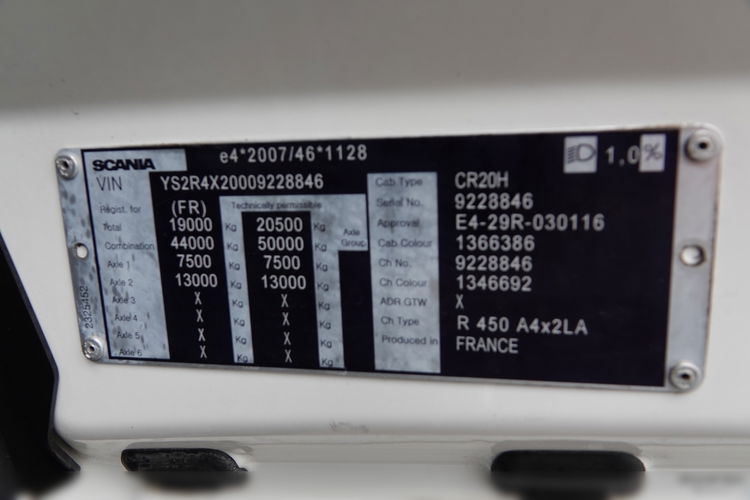 SCANIA e4*2007/46*1128 1.0%
VIN YS2R4X20009228846 Cab Type CR20H
Regist. for (FR) Technically permissible Serial No. 9228846
Total 19000 Kg 20500 Kg Axle Group Approval E4-29R-030116
Combination 44000 Kg 50000 Kg Cab Colour 1366386
Axle 1 7500 Kg 7500 Kg Ch No. 9228846
Axle 2 13000 Kg 13000 Kg Ch Colour 1346692
Axle 3 X Kg X Kg ADR GTW X
Axle 4 X Kg X Kg Ch Type R 450 A4x2LA
Axle 5 X Kg X Kg Produced in FRANCE
Axle 6 X Kg X Kg
2325452